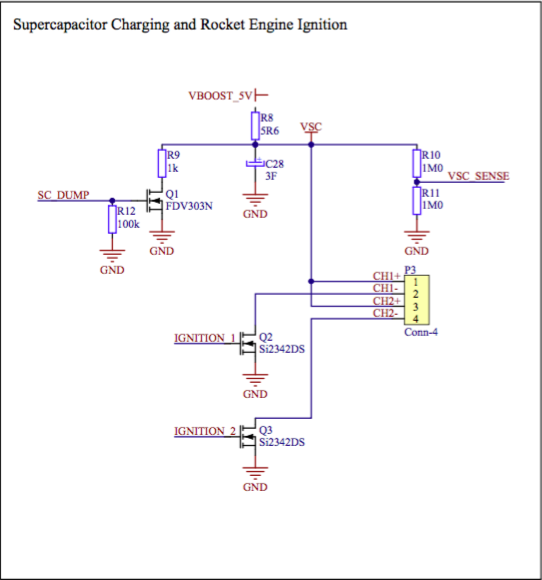 Supercapacitor Charging and Rocket Engine Ignition
VBOOST_5V
R8
5R6
VSC
R9
1k
C28
3F
R10
1M0
VSC_SENSE
SC_DUMP
Q1
FDV303N
R11
1M0
R12
100k
GND
GND
GND
GND
CH1+
CH1-
CH2+
CH2-
P3
1
2
3
4
Conn-4
IGNITION_1
Q2
Si2342DS
GND
IGNITION_2
Q3
Si2342DS
GND